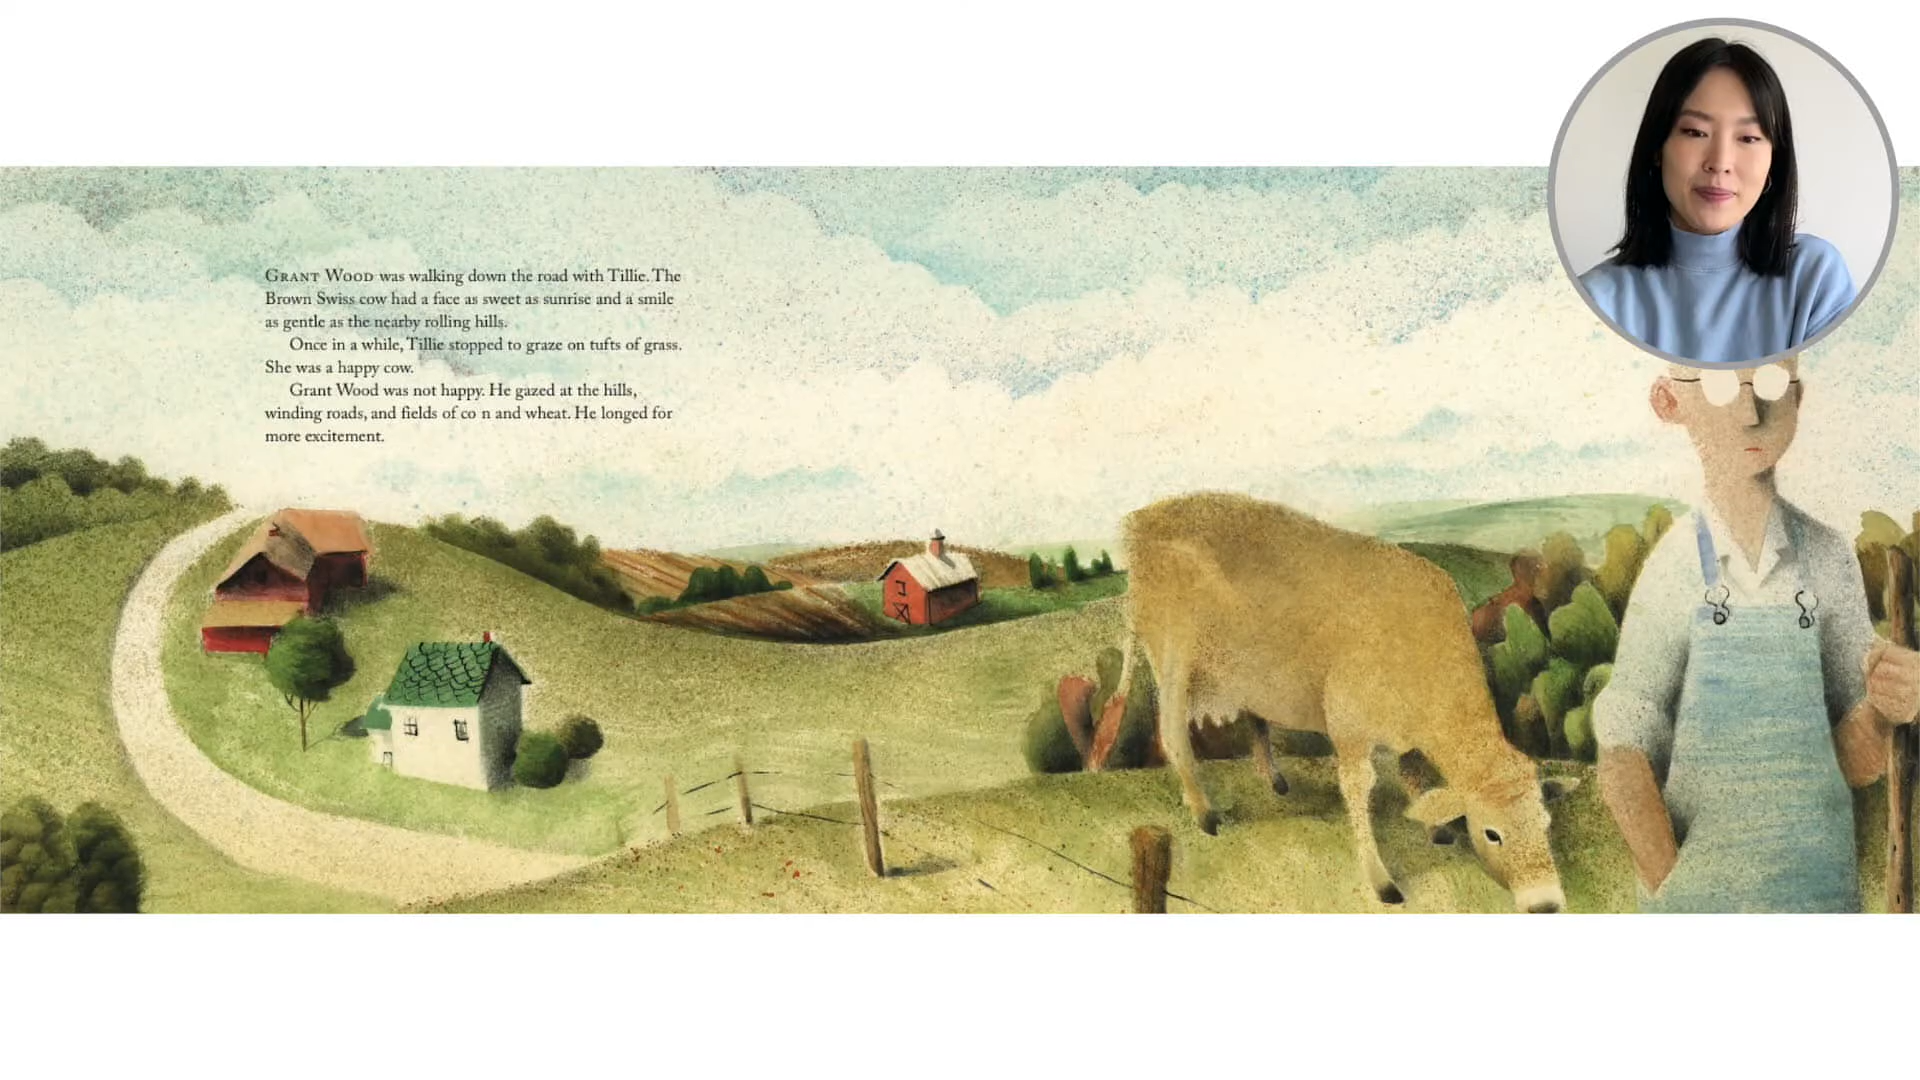 GRANT WOOD was walking down the road with Tillie. The
Brown Swiss cow had a face as sweet as sunrise and a smile
as gentle as the nearby rolling hills.
Once in a while, Tillie stopped to graze on tufts of grass.
She was a happy cow.
Grant Wood was not happy. He gazed at the hills,
winding roads, and fields of co n and wheat. He longed for
more excitement.